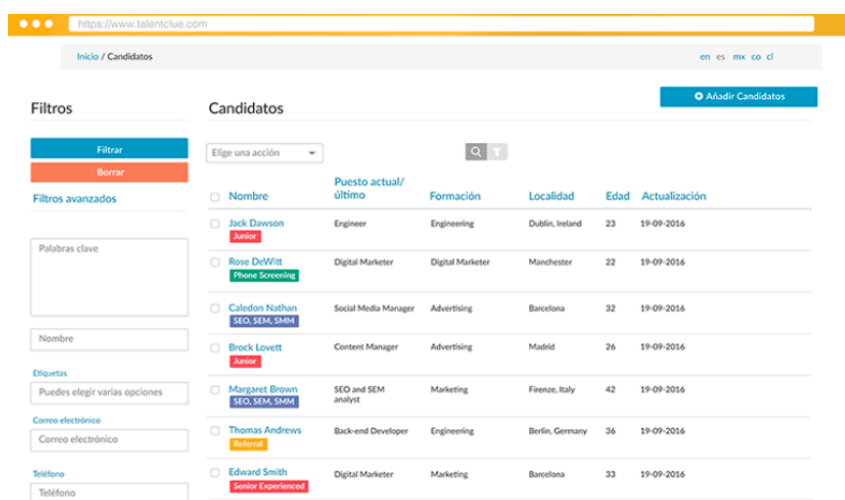 https://www.talentclue.com
Inicio / Candidatos
en es mx co cl
Añadir Candidatos
Filtros
Filtrar
Borrar
Filtros avanzados
Palabras clave
Nombre
Etiquetas
Puedes elegir varias opciones
Correo electrónico
Correo electrónico
Teléfono
Teléfono
Candidatos
Elige una acción
Nombre Puesto actual/ último Formación Localidad Edad Actualización
Jack Dawson Engineer Engineering Dublin, Ireland 23 19-09-2016
Junior
Rose DeWitt Digital Marketer Digital Marketer Manchester 22 19-09-2016
Phone Screening
Caledon Nathan Social Media Manager Advertising Barcelona 32 19-09-2016
SEO, SEM, SMM
Brock Lovett Content Manager Advertising Madrid 26 19-09-2016
Junior
Margaret Brown SEO and SEM analyst Marketing Firenze, Italy 42 19-09-2016
SEO, SEM, SMM
Thomas Andrews Back-end Developer Engineering Berlin, Germany 36 19-09-2016
Referral
Edward Smith Digital Marketer Marketing Barcelona 33 19-09-2016
Senior Experienced